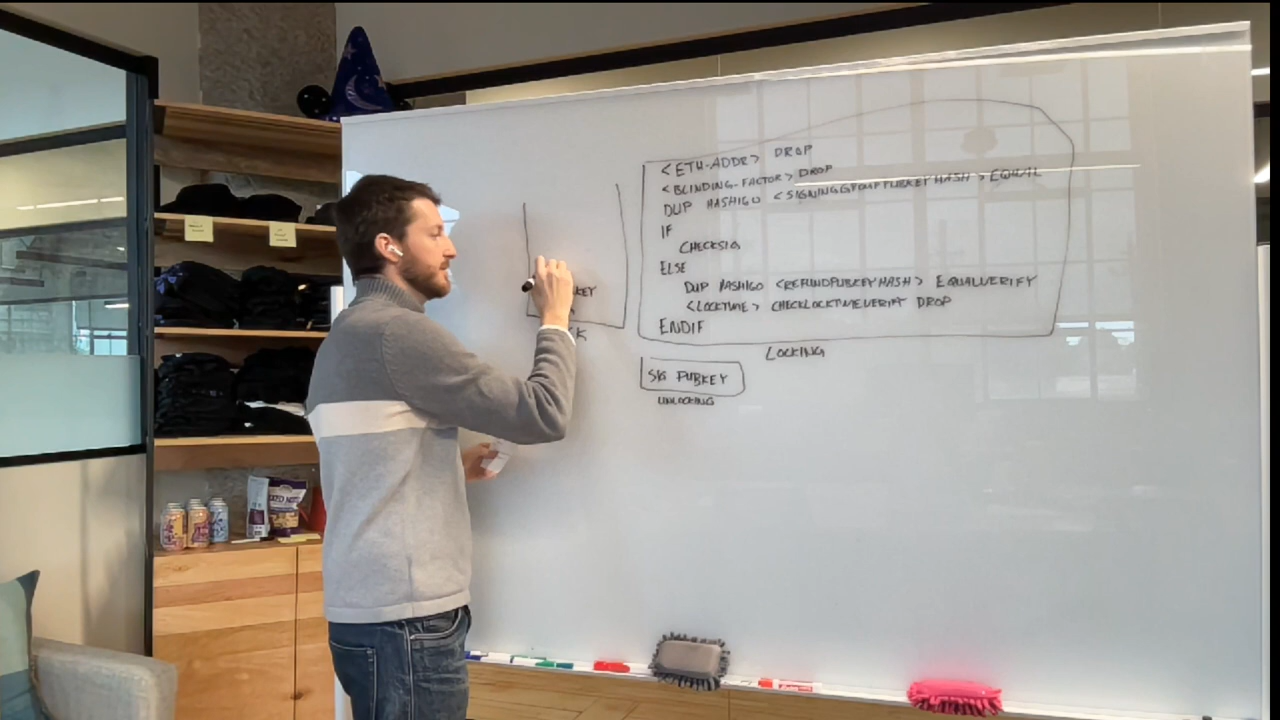 <ETH-ADDR> DROP
<BLINDING-FACTOR> DROP
DUP HASH160 <SIGNINGGROUPPUBKEYHASH> EQUAL
IF
CHECKSIG
ELSE
DUP HASH160 <REFUNDPUBKEYHASH> EQUALVERIFY
<LOCKTIME> CHECKLOCKTIMEVERIFY DROP
ENDIF
LOCKING
SIG PUBKEY
UNLOCKING
KEY